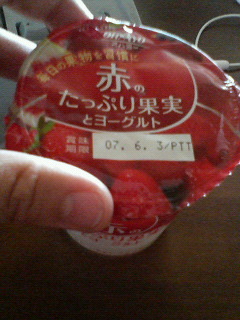 毎日の果物を習慣に
赤の
たっぷり果実
とヨーグルト
賞味
期限
07. 6. 3/PIT